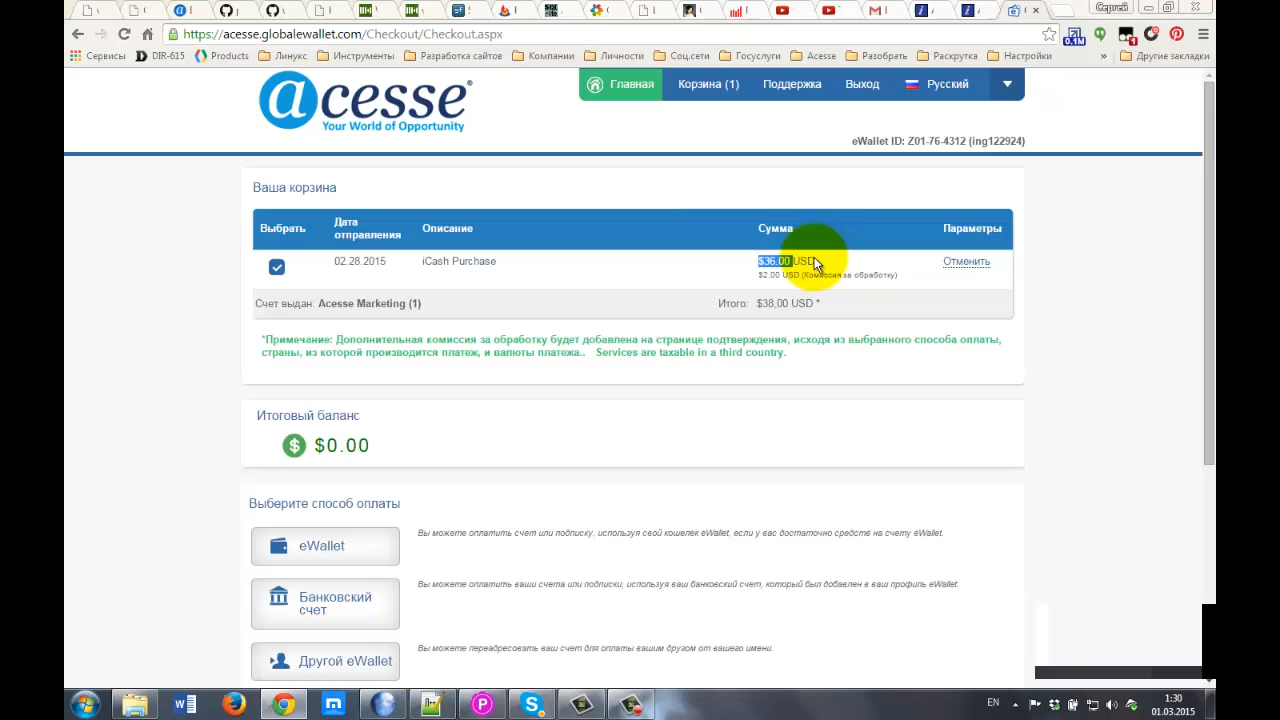 Сергей
https://acesse.globalewallet.com/Checkout/Checkout.aspx
0.1M
1
Сервисы
DIR-615
Products
Линукс
Инструменты
Разработка сайтов
Компании
Личности
Соц.сети
Госуслуги
Acesse
Разобрать
Раскрутка
Настройки
»
Другие закладки
acesse®
Your World of Opportunity
Главная
Корзина (1)
Поддержка
Выход
Русский
eWallet ID: Z01-76-4312 (ing122924)
Ваша корзина
Выбрать
Дата отправления
Описание
Сумма
Параметры
02.28.2015
iCash Purchase
$36.00 USD
$2.00 USD (Комиссия за обработку)
Отменить
Счет выдан: Acesse Marketing (1)
Итого: $38,00 USD *
*Примечание: Дополнительная комиссия за обработку будет добавлена на странице подтверждения, исходя из выбранного способа оплаты,
страны, из которой производится платеж, и валюты платежа.. Services are taxable in a third country.
Итоговый баланс
$0.00
Выберите способ оплаты
eWallet
Вы можете оплатить счет или подписку, используя свой кошелек eWallet, если у вас достаточно средств на счету eWallet.
Банковский счет
Вы можете оплатить ваши счета или подписки, используя ваш банковский счет, который был добавлен в ваш профиль eWallet.
Другой eWallet
Вы можете переадресовать ваш счет для оплаты вашим другом от вашего имени.
EN
1:30
01.03.2015